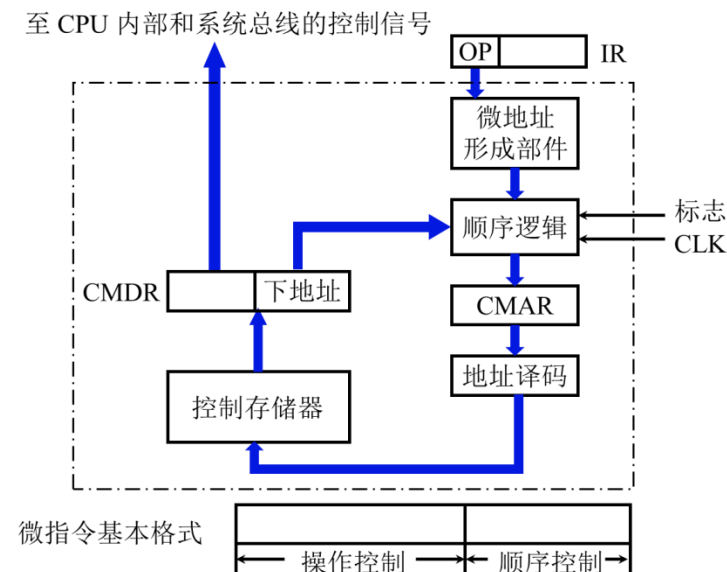 至 CPU 内部和系统总线的控制信号
OP
IR
微地址
形成部件
顺序逻辑
标志
CLK
CMDR
下地址
CMAR
控制存储器
地址译码
微指令基本格式
操作控制
顺序控制